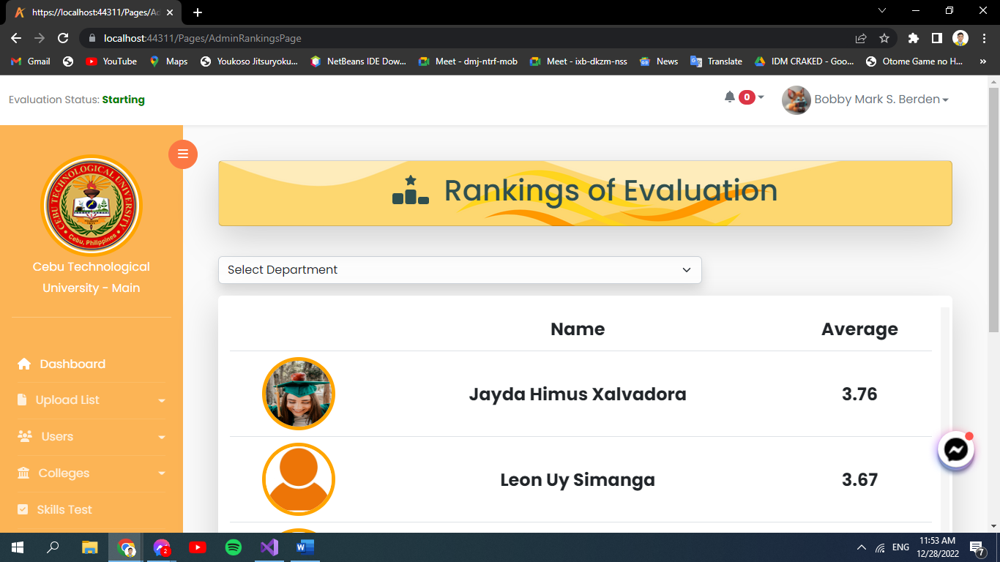 https://localhost:44311/Pages/Ad
localhost:44311/Pages/AdminRankingsPage
Gmail
YouTube
Maps
Youkoso Jitsuryoku...
NetBeans IDE Dow...
Meet - dmj-ntrf-mob
Meet - ixb-dkzm-nss
News
Translate
IDM CRAKED - Goo...
Otome Game no H...
»
Evaluation Status: Starting
0
Bobby Mark S. Berden
CEBU TECHNOLOGICAL UNIVERSITY
Cebu, Philippines
Cebu Technological
University - Main
Dashboard
Upload List
Users
Colleges
Skills Test
Rankings of Evaluation
Select Department
Name Average
Jayda Himus Xalvadora 3.76
Leon Uy Simanga 3.67
2
ENG
11:53 AM
12/28/2022
7